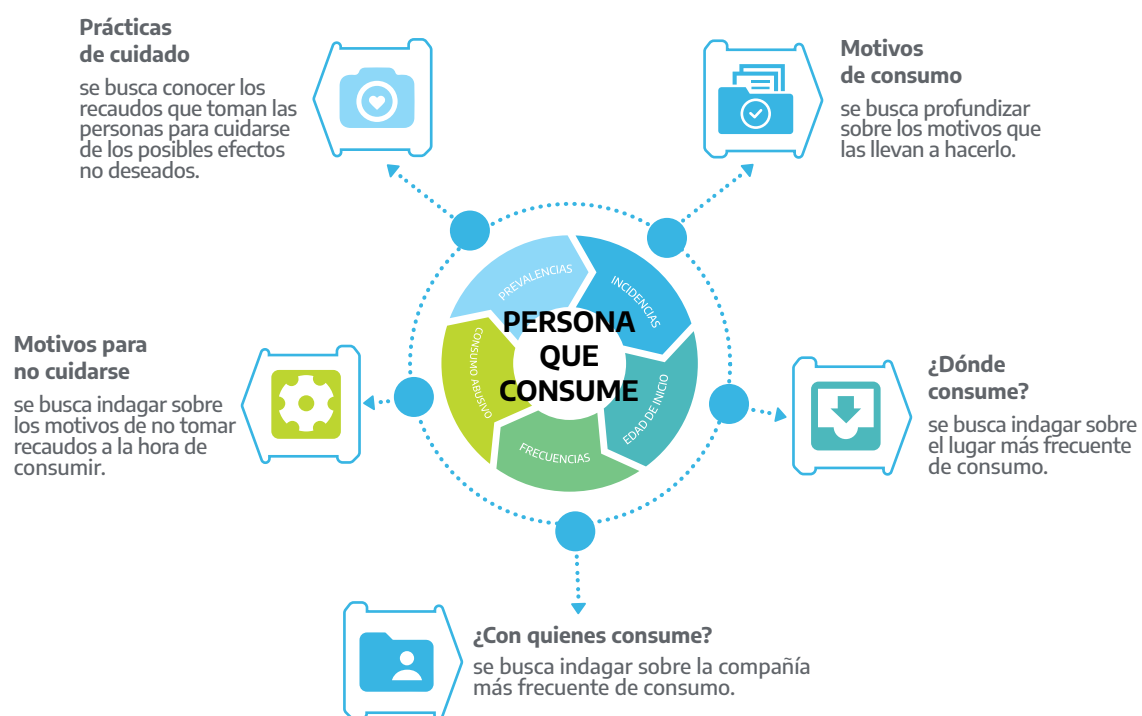 Prácticas
de cuidado
se busca conocer los
recaudos que toman las
personas para cuidarse
de los posibles efectos
no deseados.
Motivos
de consumo
se busca profundizar
sobre los motivos que
las llevan a hacerlo.
PREVALENCIAS
INCIDENCIAS
EDAD DE INICIO
FRECUENCIAS
CONSUMO ABUSIVO
PERSONA
QUE
CONSUME
Motivos para
no cuidarse
se busca indagar sobre
los motivos de no tomar
recaudos a la hora de
consumir.
¿Dónde
consume?
se busca indagar sobre
el lugar más frecuente
de consumo.
¿Con quienes consume?
se busca indagar sobre la compañía
más frecuente de consumo.